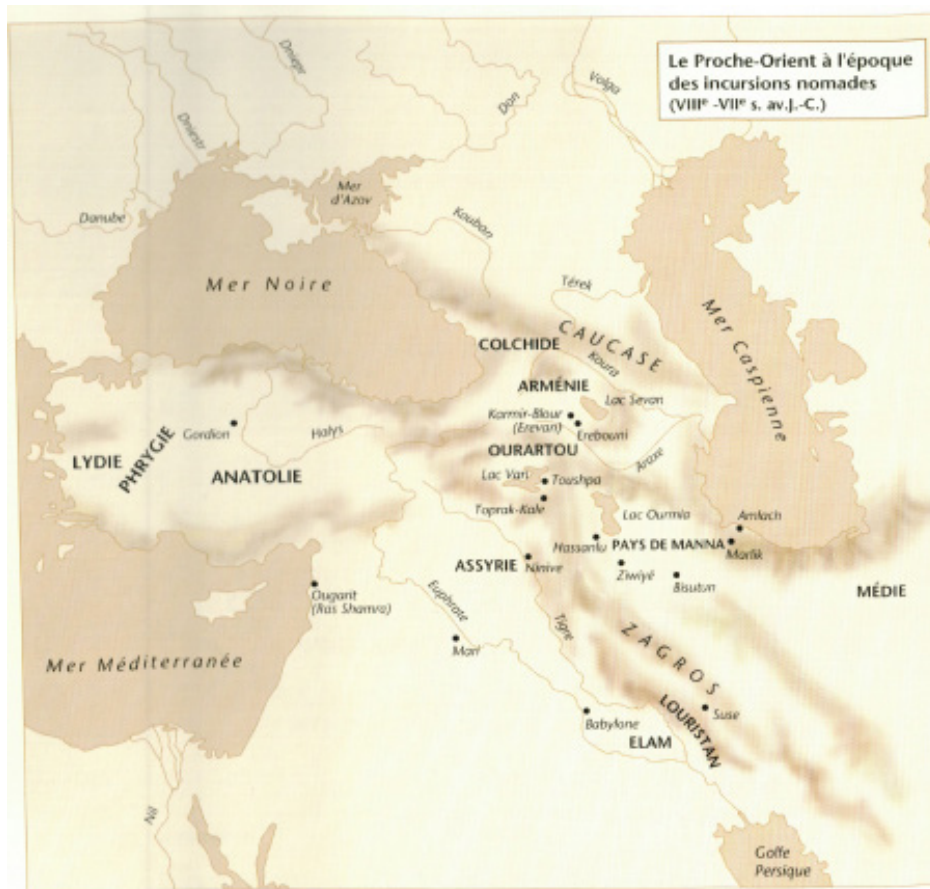 Le Proche-Orient à l'époque
des incursions nomades
(VIIIᵉ -VIIᵉ s. av.J.-C.)
Dniepr
Dniestr
Don
Volga
Danube
Mer
d'Azov
Kouban
Mer Noire
Térek
Mer Caspienne
CAUCASE
COLCHIDE
Koura
ARMÉNIE
Lac Sevan
Karmir-Blour
(Erevan)
Erebouni
Gordion
Halys
LYDIE
PHRYGIE
ANATOLIE
OURARTOU
Araxe
Lac Van
Toushpa
Toprak-Kale
Lac Ourmia
Amlach
Hassanlu
PAYS DE MANNA
Marlik
ASSYRIE
Ninive
Ziwiyé
Bisutun
MÉDIE
Ougarit
(Ras Shamra)
Euphrate
Tigre
Mari
ZAGROS
Mer Méditerranée
LOURISTAN
Suse
Babylone
ELAM
Nil
Golfe
Persique